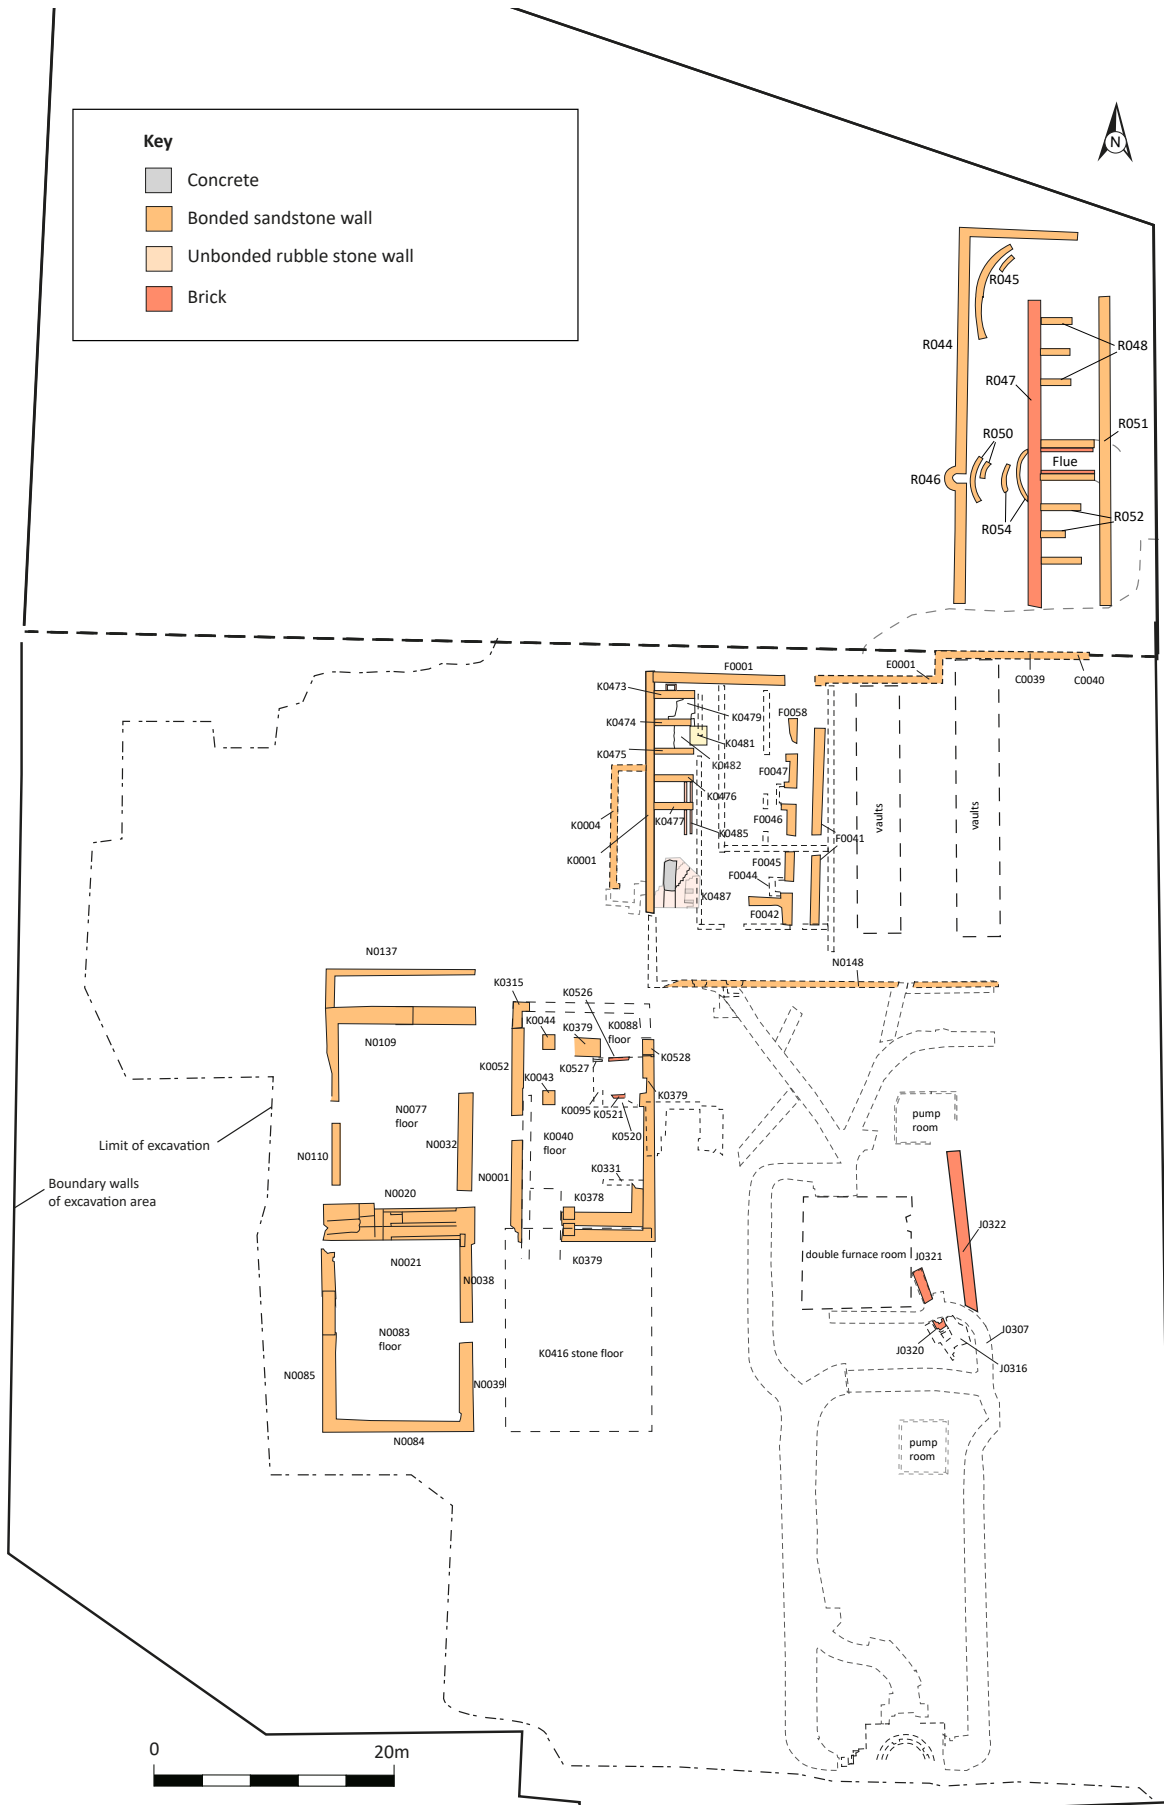 Key
Concrete
Bonded sandstone wall
Unbonded rubble stone wall
Brick
N
R045
R044
R048
R047
R051
R050
Flue
R046
R052
R054
F0001
E0001
C0039
C0040
K0473
K0479
K0474
F0058
K0481
K0475
K0482
F0047
K0476
K0004
K0477
K0485
F0046
F0041
vaults
vaults
K0001
F0045
F0044
K0487
F0042
N0148
N0137
K0315
K0526
K0044
K0379
K0088
floor
N0109
K0052
K0527
K0528
K0043
K0379
K0095
K0521
K0520
N0077
floor
K0040
floor
pump
room
Limit of excavation
N0032
N0110
N0001
K0331
Boundary walls
of excavation area
N0020
K0378
J0322
N0021
K0379
double furnace room
J0321
N0038
N0083
floor
K0416 stone floor
J0307
J0320
J0316
N0085
N0039
N0084
pump
room
0
20m